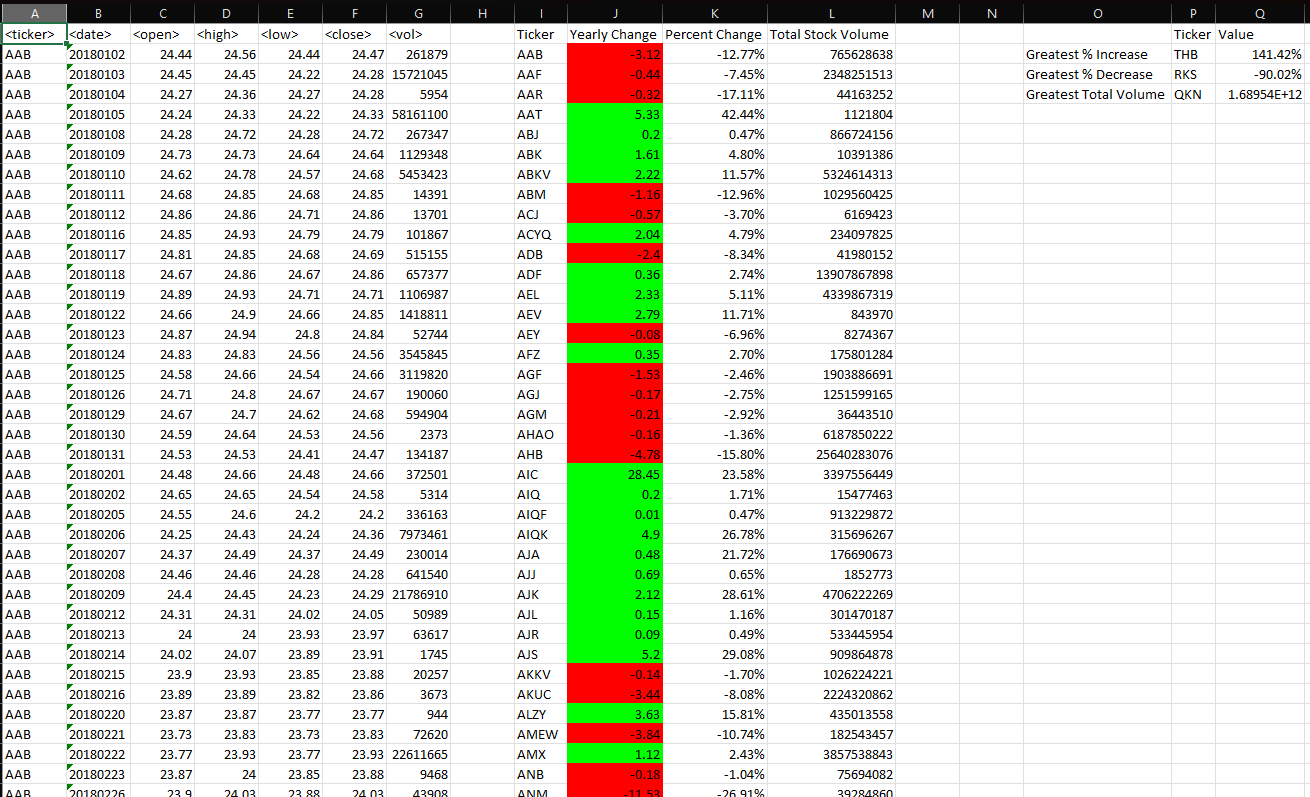 A B C D E F G H I J K L M N O P Q
<ticker> <date> <open> <high> <low> <close> <vol> Ticker Yearly Change Percent Change Total Stock Volume Ticker Value
AAB 20180102 24.44 24.56 24.44 24.47 261879 AAB -3.12 -12.77% 765628638 Greatest % Increase THB 141.42%
AAB 20180103 24.45 24.45 24.22 24.28 15721045 AAF -0.44 -7.45% 2348251513 Greatest % Decrease RKS -90.02%
AAB 20180104 24.27 24.36 24.27 24.28 5954 AAR -0.32 -17.11% 44163252 Greatest Total Volume QKN 1.68954E+12
AAB 20180105 24.24 24.33 24.22 24.33 58161100 AAT 5.33 42.44% 1121804
AAB 20180108 24.28 24.72 24.28 24.72 267347 ABJ 0.2 0.47% 866724156
AAB 20180109 24.73 24.73 24.64 24.64 1129348 ABK 1.61 4.80% 10391386
AAB 20180110 24.62 24.78 24.57 24.68 5453423 ABKV 2.22 11.57% 5324614313
AAB 20180111 24.68 24.85 24.68 24.85 14391 ABM -1.16 -12.96% 1029560425
AAB 20180112 24.86 24.86 24.71 24.86 13701 ACJ -0.57 -3.70% 6169423
AAB 20180116 24.85 24.93 24.79 24.79 101867 ACYQ 2.04 4.79% 234097825
AAB 20180117 24.81 24.85 24.68 24.69 515155 ADB -2.4 -8.34% 41980152
AAB 20180118 24.67 24.86 24.67 24.86 657377 ADF 0.36 2.74% 13907867898
AAB 20180119 24.89 24.93 24.71 24.71 1106987 AEL 2.33 5.11% 4339867319
AAB 20180122 24.66 24.9 24.66 24.85 1418811 AEV 2.79 11.71% 843970
AAB 20180123 24.87 24.94 24.8 24.84 52744 AEY -0.08 -6.96% 8274367
AAB 20180124 24.83 24.83 24.56 24.56 3545845 AFZ 0.35 2.70% 175801284
AAB 20180125 24.58 24.66 24.54 24.66 3119820 AGF -1.53 -2.46% 1903886691
AAB 20180126 24.71 24.8 24.67 24.67 190060 AGJ -0.17 -2.75% 1251599165
AAB 20180129 24.67 24.7 24.62 24.68 594904 AGM -0.21 -2.92% 36443510
AAB 20180130 24.59 24.64 24.53 24.56 2373 AHAO -0.16 -1.36% 6187850222
AAB 20180131 24.53 24.53 24.41 24.47 134187 AHB -4.78 -15.80% 25640283076
AAB 20180201 24.48 24.66 24.48 24.66 372501 AIC 28.45 23.58% 3397556449
AAB 20180202 24.65 24.65 24.54 24.58 5314 AIQ 0.2 1.71% 15477463
AAB 20180205 24.55 24.6 24.2 24.2 336163 AIQF 0.01 0.47% 913229872
AAB 20180206 24.25 24.43 24.24 24.36 7973461 AIQK 4.9 26.78% 315696267
AAB 20180207 24.37 24.49 24.37 24.49 230014 AJA 0.48 21.72% 176690673
AAB 20180208 24.46 24.46 24.28 24.28 641540 AJJ 0.69 0.65% 1852773
AAB 20180209 24.4 24.45 24.23 24.29 21786910 AJK 2.12 28.61% 4706222269
AAB 20180212 24.31 24.31 24.02 24.05 50989 AJL 0.15 1.16% 301470187
AAB 20180213 24 24 23.93 23.97 63617 AJR 0.09 0.49% 533445954
AAB 20180214 24.02 24.07 23.89 23.91 1745 AJS 5.2 29.08% 909864878
AAB 20180215 23.9 23.93 23.85 23.88 20257 AKKV -0.14 -1.70% 1026224221
AAB 20180216 23.89 23.89 23.82 23.86 3673 AKUC -3.44 -8.08% 2224320862
AAB 20180220 23.87 23.87 23.77 23.77 944 ALZY 3.63 15.81% 435013558
AAB 20180221 23.73 23.83 23.73 23.83 72620 AMEW -3.84 -10.74% 182543457
AAB 20180222 23.77 23.93 23.77 23.93 22611665 AMX 1.12 2.43% 3857538843
AAB 20180223 23.87 24 23.85 23.88 9468 ANB -0.18 -1.04% 75694082
AAB 20180226 23.9 24.03 23.88 24.03 43908 ANM -11.53 -26.91% 39284860